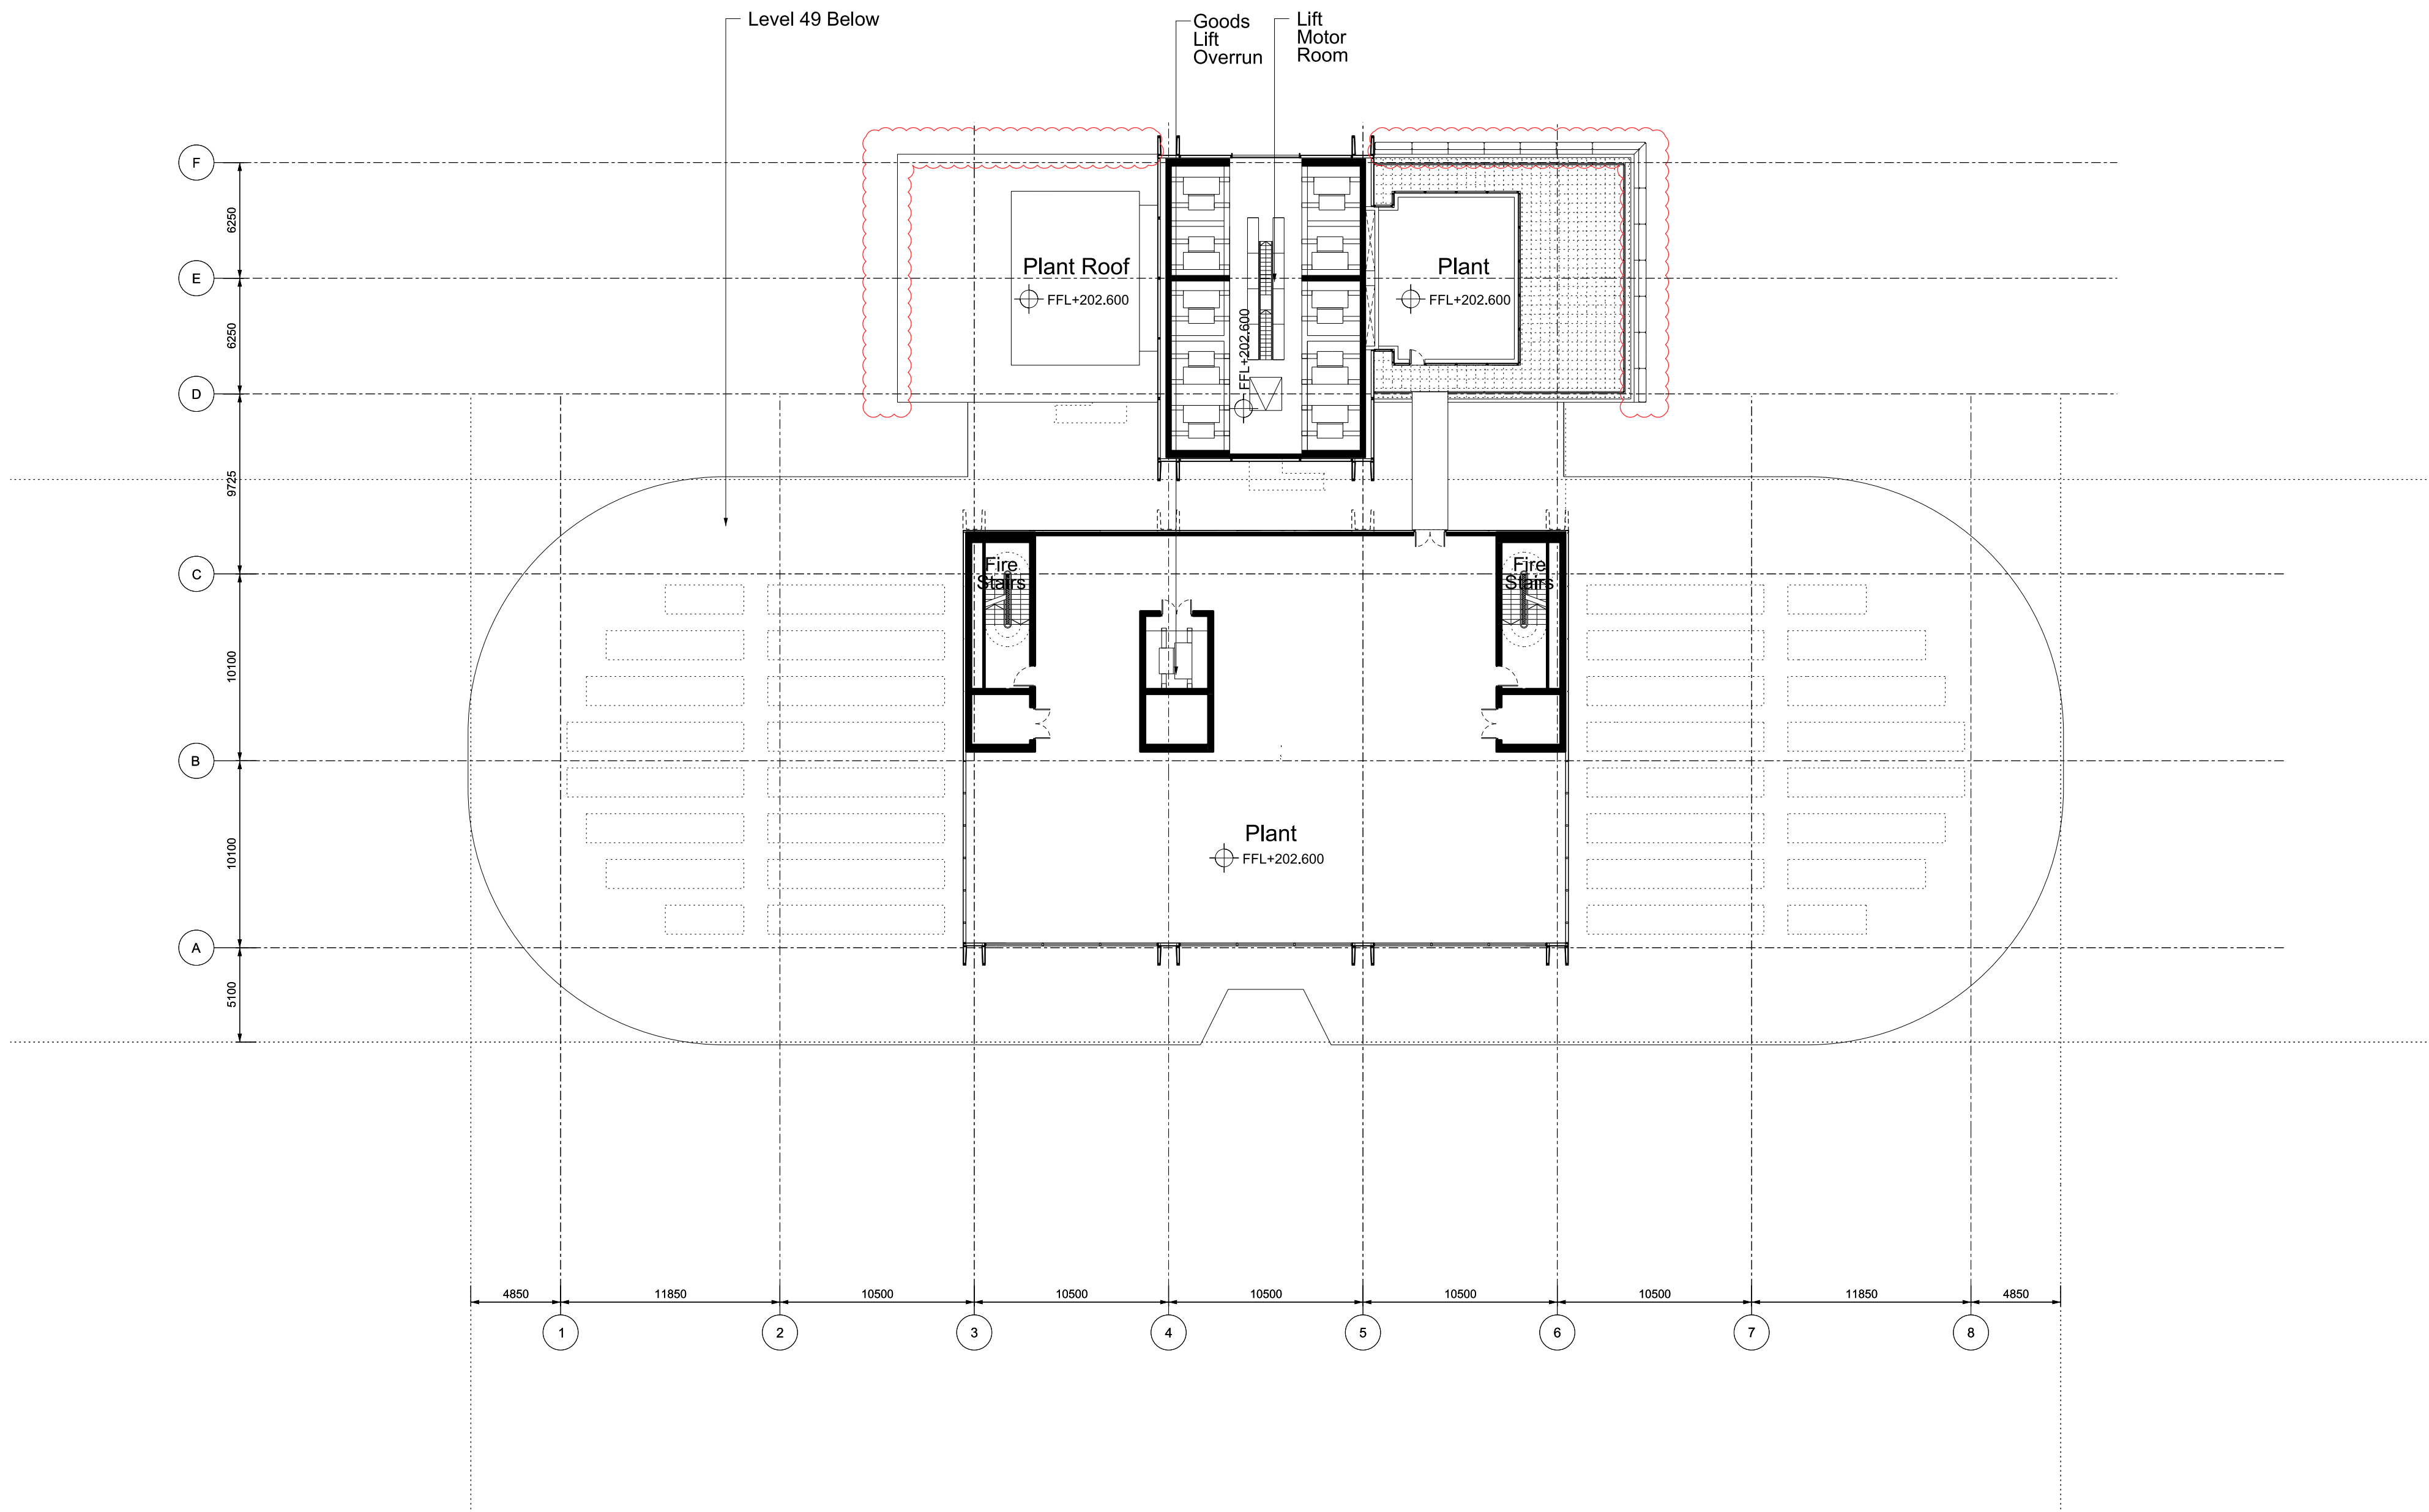 Level 49 Below
Goods
Lift
Overrun
Lift
Motor
Room
F
6250
E
Plant Roof
FFL+202.600
Plant
FFL+202.600
6250
FFL+202.600
D
9725
C
Fire
Stairs
Fire
Stairs
10100
B
10100
Plant
FFL+202.600
A
5100
4850
11850
10500
10500
10500
10500
10500
11850
4850
1
2
3
4
5
6
7
8